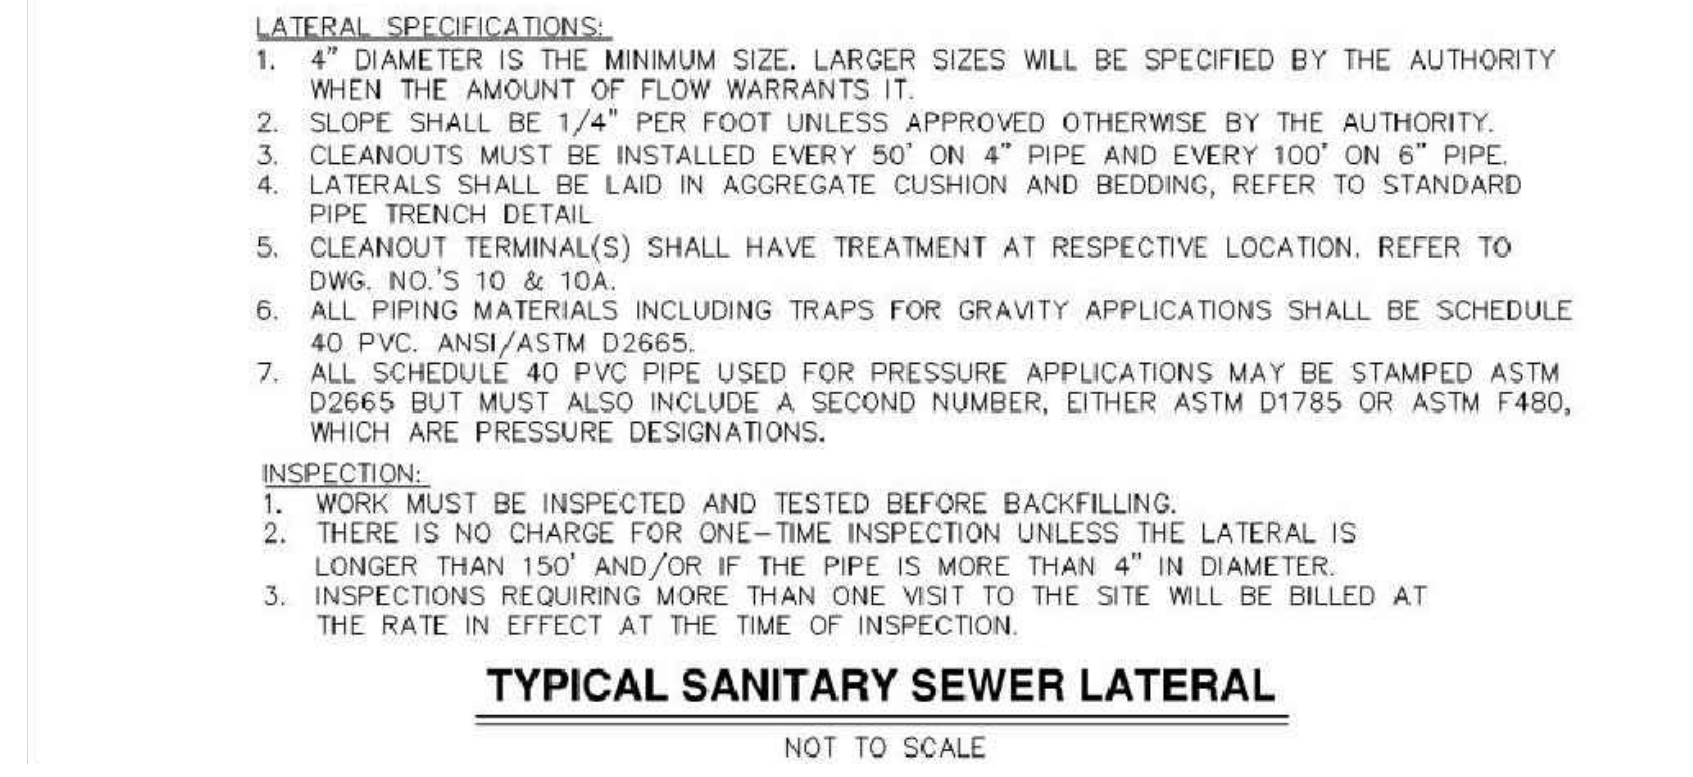 LATERAL SPECIFICATIONS:
1. 4" DIAMETER IS THE MINIMUM SIZE. LARGER SIZES WILL BE SPECIFIED BY THE AUTHORITY
WHEN THE AMOUNT OF FLOW WARRANTS IT.
2. SLOPE SHALL BE 1/4" PER FOOT UNLESS APPROVED OTHERWISE BY THE AUTHORITY.
3. CLEANOUTS MUST BE INSTALLED EVERY 50' ON 4" PIPE AND EVERY 100' ON 6" PIPE.
4. LATERALS SHALL BE LAID IN AGGREGATE CUSHION AND BEDDING, REFER TO STANDARD
PIPE TRENCH DETAIL
5. CLEANOUT TERMINAL(S) SHALL HAVE TREATMENT AT RESPECTIVE LOCATION. REFER TO
DWG. NO.'S 10 & 10A.
6. ALL PIPING MATERIALS INCLUDING TRAPS FOR GRAVITY APPLICATIONS SHALL BE SCHEDULE
40 PVC. ANSI/ASTM D2665.
7. ALL SCHEDULE 40 PVC PIPE USED FOR PRESSURE APPLICATIONS MAY BE STAMPED ASTM
D2665 BUT MUST ALSO INCLUDE A SECOND NUMBER, EITHER ASTM D1785 OR ASTM F480,
WHICH ARE PRESSURE DESIGNATIONS.
INSPECTION:
1. WORK MUST BE INSPECTED AND TESTED BEFORE BACKFILLING.
2. THERE IS NO CHARGE FOR ONE-TIME INSPECTION UNLESS THE LATERAL IS
LONGER THAN 150' AND/OR IF THE PIPE IS MORE THAN 4" IN DIAMETER.
3. INSPECTIONS REQUIRING MORE THAN ONE VISIT TO THE SITE WILL BE BILLED AT
THE RATE IN EFFECT AT THE TIME OF INSPECTION.
TYPICAL SANITARY SEWER LATERAL
NOT TO SCALE